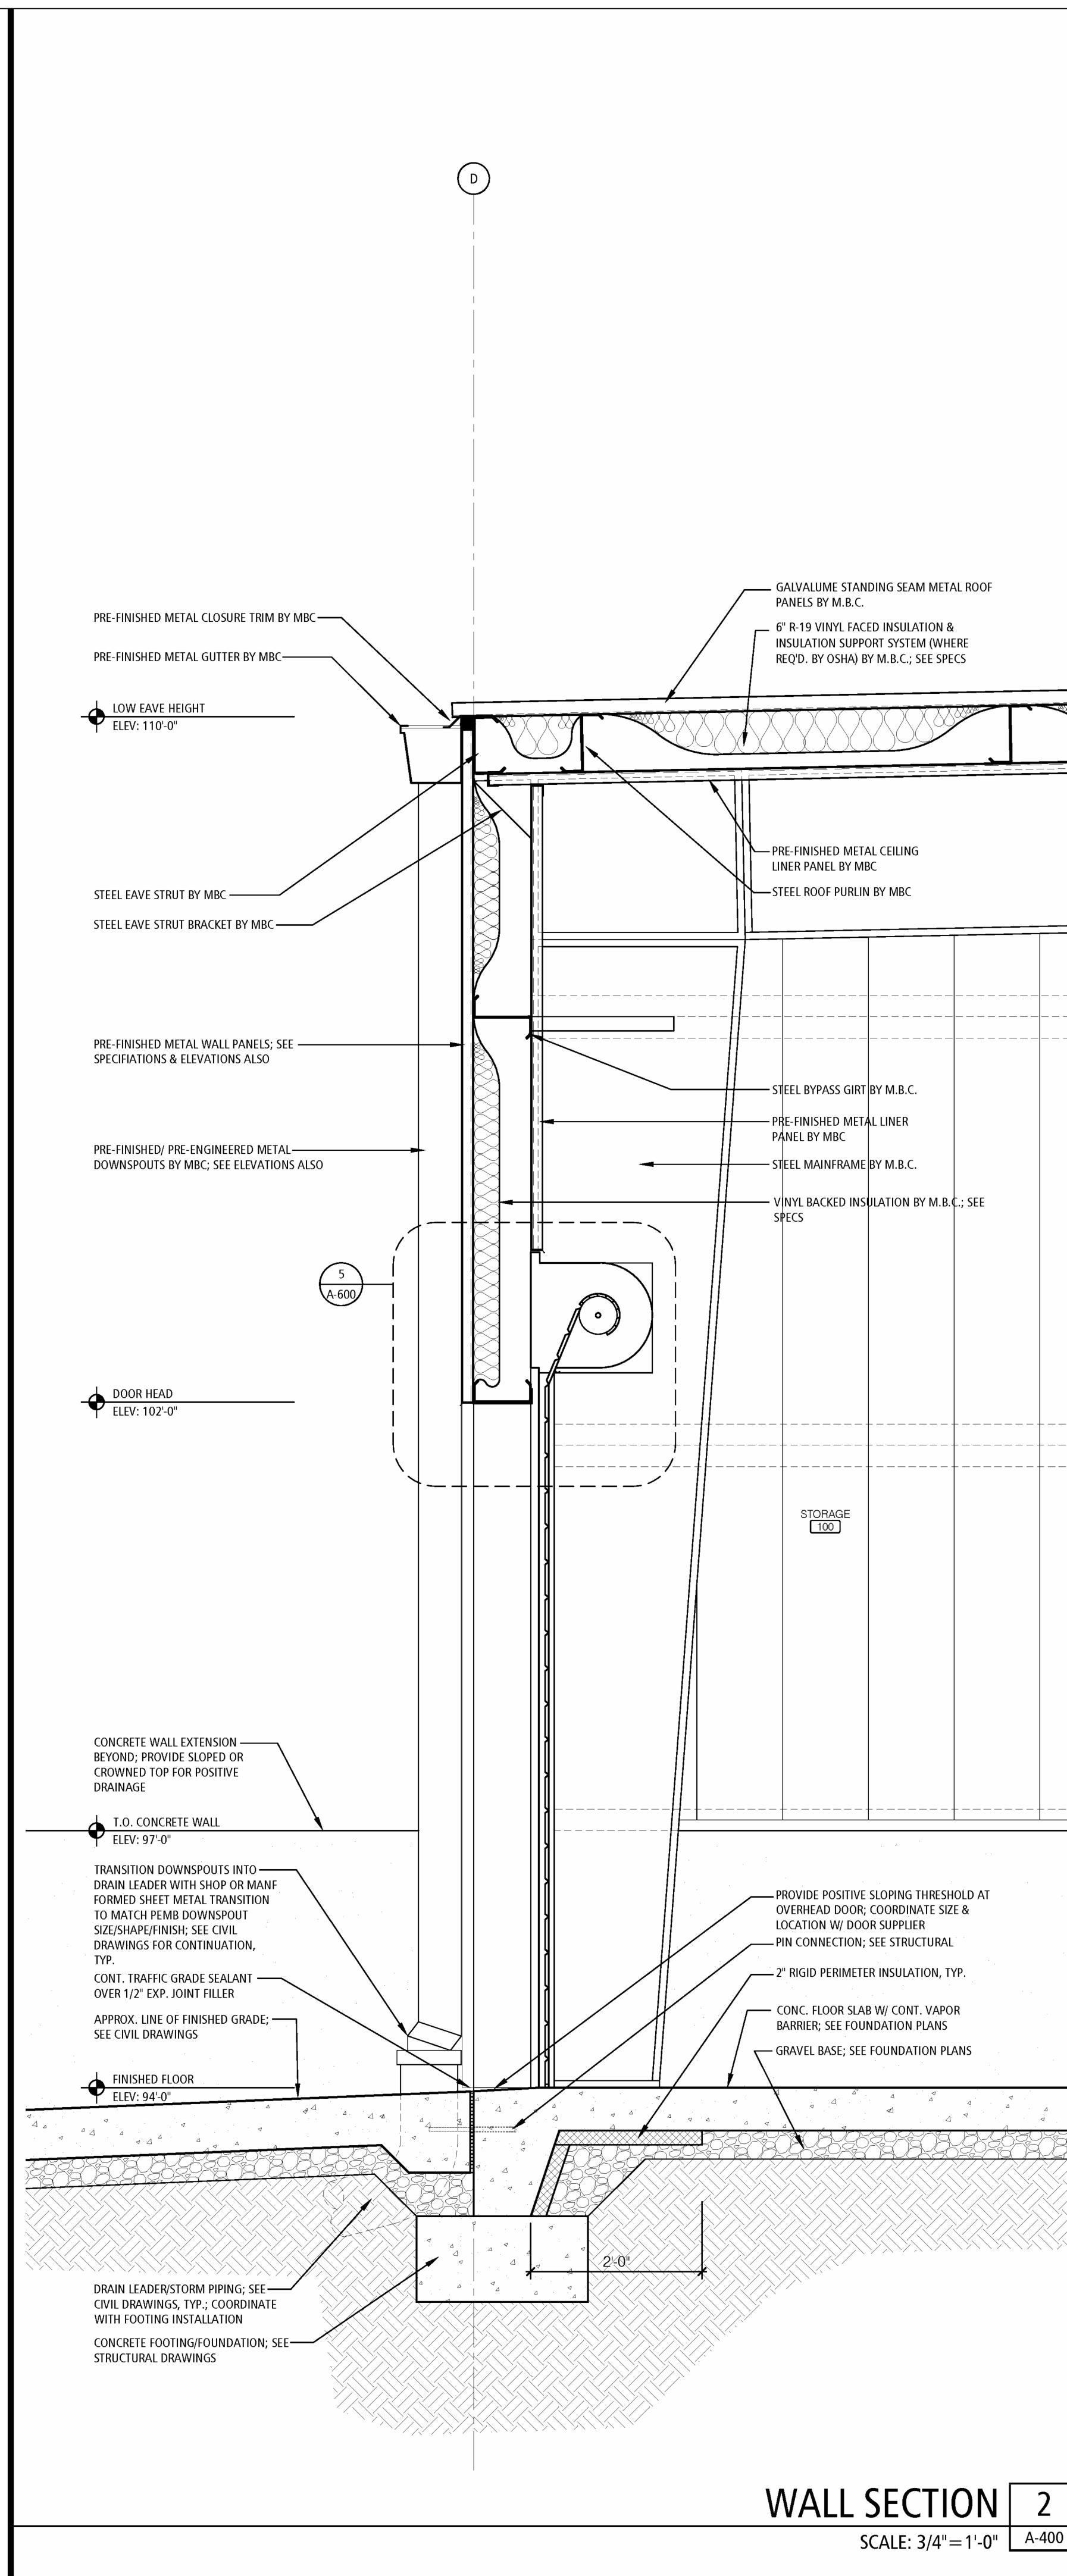 D
GALVALUME STANDING SEAM METAL ROOF
PANELS BY M.B.C.
6" R-19 VINYL FACED INSULATION &
INSULATION SUPPORT SYSTEM (WHERE
REQ'D. BY OSHA) BY M.B.C.; SEE SPECS
PRE-FINISHED METAL CLOSURE TRIM BY MBC
PRE-FINISHED METAL GUTTER BY MBC
LOW EAVE HEIGHT
ELEV: 110'-0"
PRE-FINISHED METAL CEILING
LINER PANEL BY MBC
STEEL ROOF PURLIN BY MBC
STEEL EAVE STRUT BY MBC
STEEL EAVE STRUT BRACKET BY MBC
PRE-FINISHED METAL WALL PANELS; SEE
SPECIFIATIONS & ELEVATIONS ALSO
STEEL BYPASS GIRT BY M.B.C.
PRE-FINISHED METAL LINER
PANEL BY MBC
PRE-FINISHED/ PRE-ENGINEERED METAL
DOWNSPOUTS BY MBC; SEE ELEVATIONS ALSO
STEEL MAINFRAME BY M.B.C.
VINYL BACKED INSULATION BY M.B.C.; SEE
SPECS
5
A-600
DOOR HEAD
ELEV: 102'-0"
STORAGE
100
CONCRETE WALL EXTENSION
BEYOND; PROVIDE SLOPED OR
CROWNED TOP FOR POSITIVE
DRAINAGE
T.O. CONCRETE WALL
ELEV: 97'-0"
TRANSITION DOWNSPOUTS INTO
DRAIN LEADER WITH SHOP OR MANF
FORMED SHEET METAL TRANSITION
TO MATCH PEMB DOWNSPOUT
SIZE/SHAPE/FINISH; SEE CIVIL
DRAWINGS FOR CONTINUATION,
TYP.
CONT. TRAFFIC GRADE SEALANT
OVER 1/2" EXP. JOINT FILLER
APPROX. LINE OF FINISHED GRADE;
SEE CIVIL DRAWINGS
FINISHED FLOOR
ELEV: 94'-0"
PROVIDE POSITIVE SLOPING THRESHOLD AT
OVERHEAD DOOR; COORDINATE SIZE &
LOCATION W/ DOOR SUPPLIER
PIN CONNECTION; SEE STRUCTURAL
2" RIGID PERIMETER INSULATION, TYP.
CONC. FLOOR SLAB W/ CONT. VAPOR
BARRIER; SEE FOUNDATION PLANS
GRAVEL BASE; SEE FOUNDATION PLANS
2'-0"
DRAIN LEADER/STORM PIPING; SEE
CIVIL DRAWINGS, TYP.; COORDINATE
WITH FOOTING INSTALLATION
CONCRETE FOOTING/FOUNDATION; SEE
STRUCTURAL DRAWINGS
WALL SECTION
2
SCALE: 3/4"=1'-0"
A-400